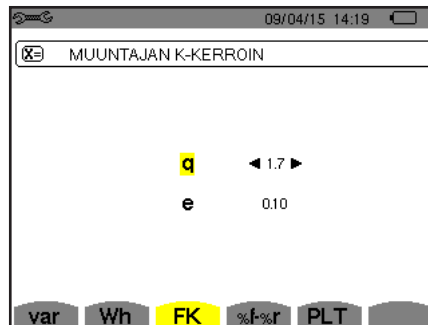 09/04/15 14:19
MUUNTAJAN K-KERROIN
q ◄ 1.7 ►
e 0.10
var Wh FK %f-%r PLT